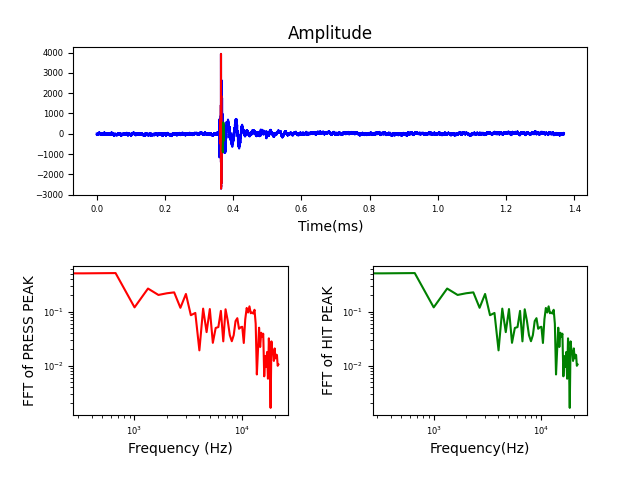 Amplitude
4000
3000
2000
1000
0
−1000
−2000
−3000
0.0 0.2 0.4 0.6 0.8 1.0 1.2 1.4
Time(ms)
FFT of PRESS PEAK
10⁻¹
10⁻²
10³ 10⁴
Frequency (Hz)
FFT of HIT PEAK
10⁻¹
10⁻²
10³ 10⁴
Frequency(Hz)